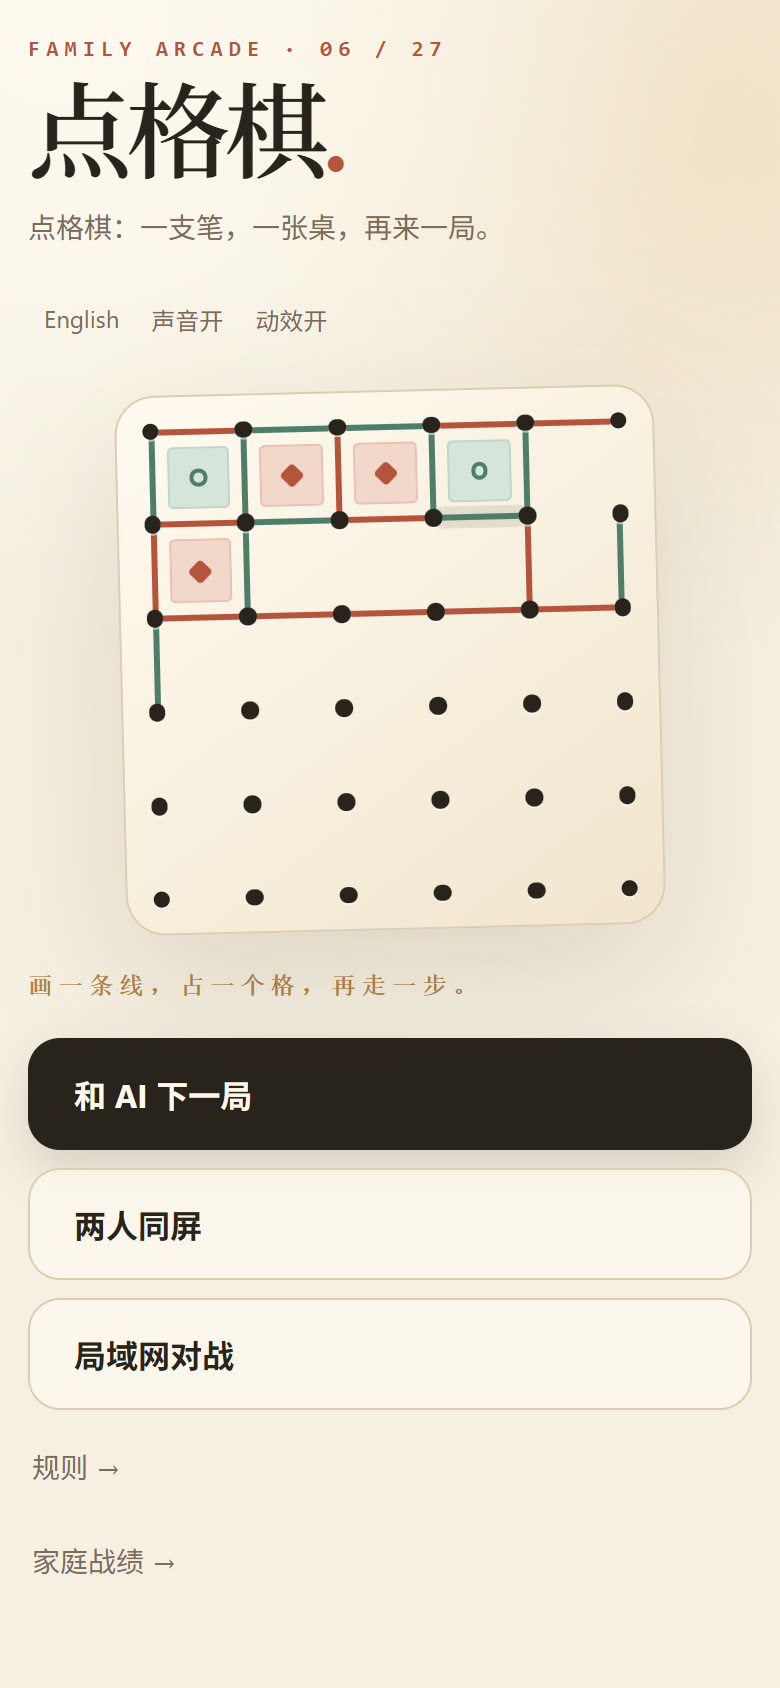 FAMILY ARCADE · 06 / 27
点格棋.
点格棋：一支笔，一张桌，再来一局。
English 声音开 动效开
画一条线，占一个格，再走一步。
和 AI 下一局
两人同屏
局域网对战
规则 →
家庭战绩 →